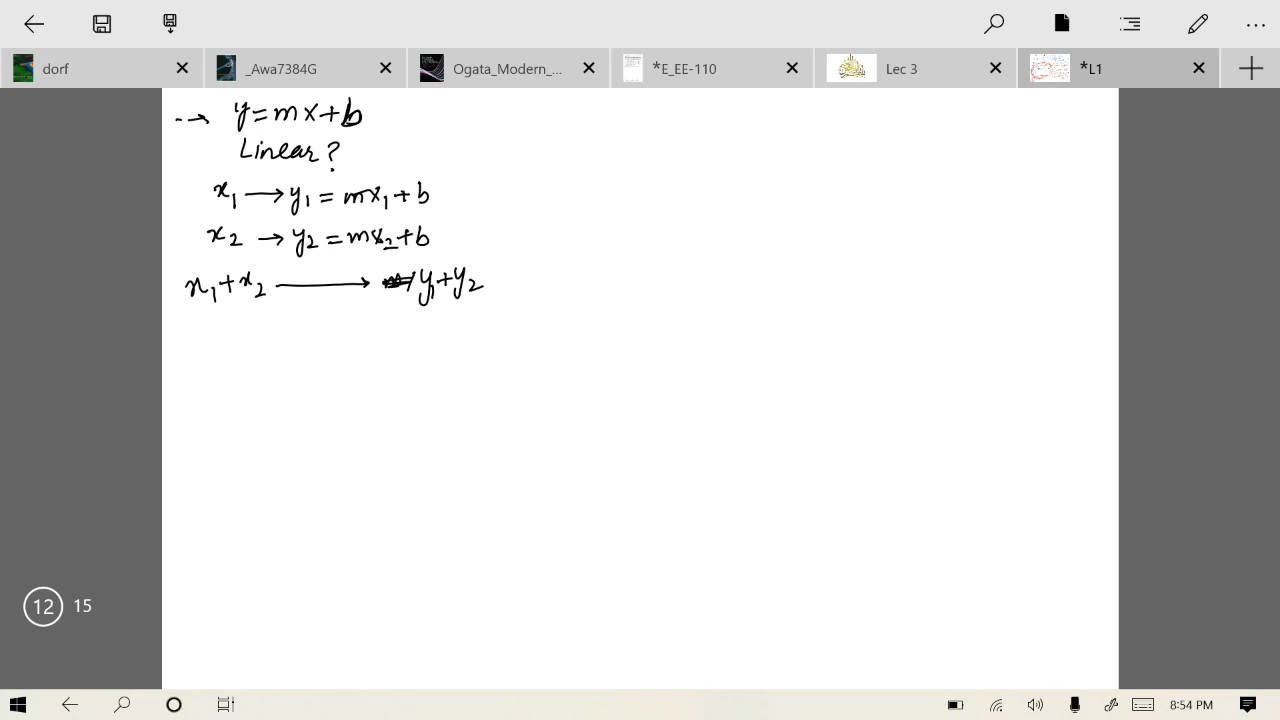 dorf
_Awa7384G
Ogata_Modern_...
*E_EE-110
Lec 3
*L1
--> y = mx + b
Linear?
x₁ → y₁ = mx₁ + b
x₂ → y₂ = mx₂ + b
x₁ + x₂ → y₁ + y₂
12 15
8:54 PM